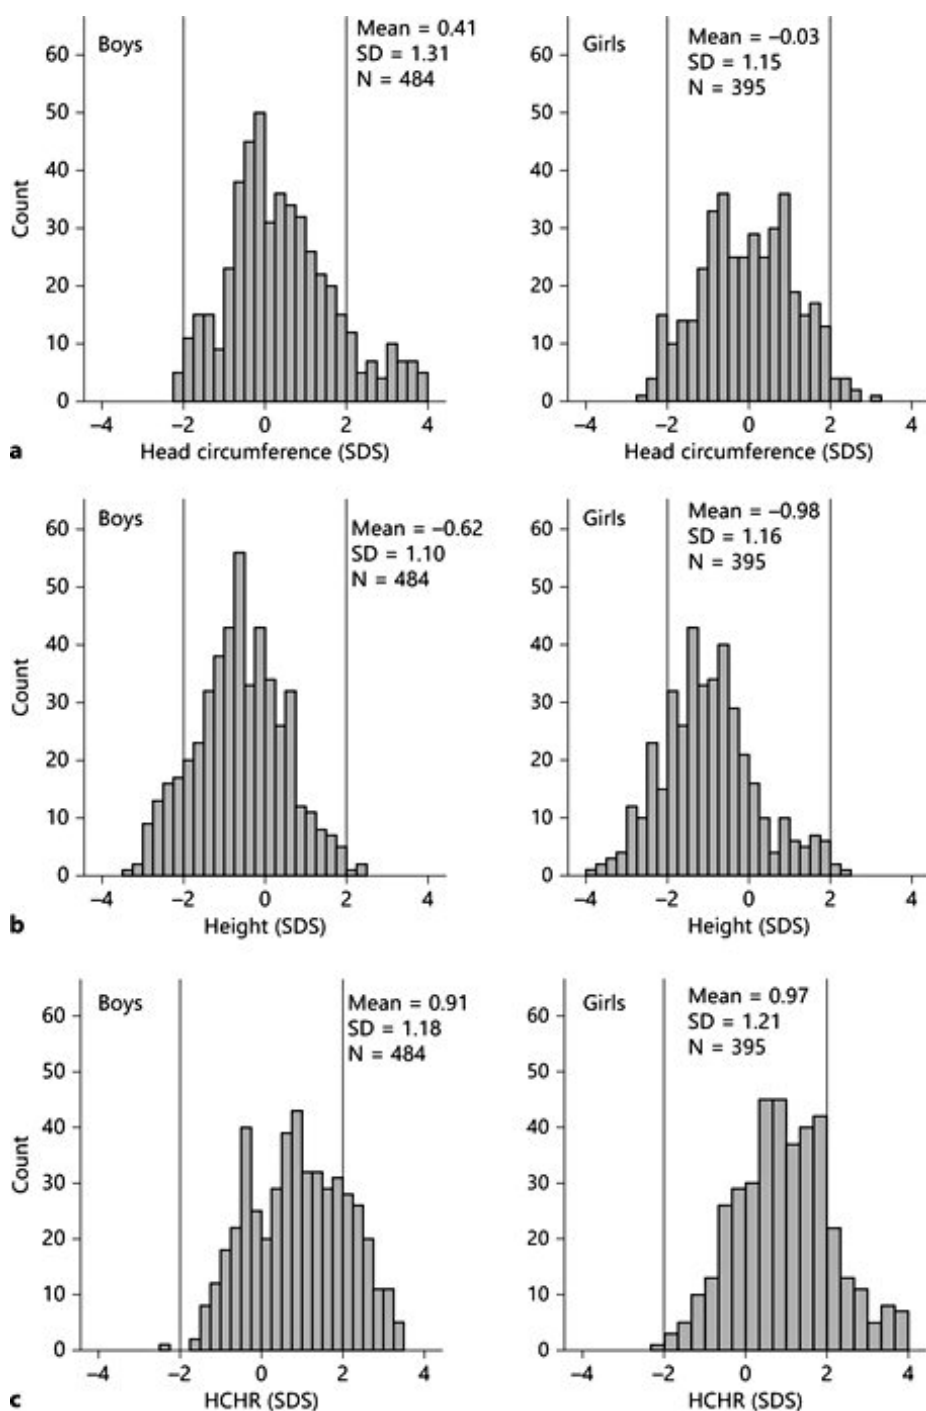 Boys
Mean = 0.41
SD = 1.31
N = 484
60
50
40
30
20
10
0
Count
−4 −2 0 2 4
Head circumference (SDS)
Girls
Mean = −0.03
SD = 1.15
N = 395
60
50
40
30
20
10
0
−4 −2 0 2 4
Head circumference (SDS)
a
Boys
Mean = −0.62
SD = 1.10
N = 484
60
50
40
30
20
10
0
Count
−4 −2 0 2 4
Height (SDS)
Girls
Mean = −0.98
SD = 1.16
N = 395
60
50
40
30
20
10
0
−4 −2 0 2 4
Height (SDS)
b
Boys
Mean = 0.91
SD = 1.18
N = 484
60
50
40
30
20
10
0
Count
−4 −2 0 2 4
HCHR (SDS)
Girls
Mean = 0.97
SD = 1.21
N = 395
60
50
40
30
20
10
0
−4 −2 0 2 4
HCHR (SDS)
c